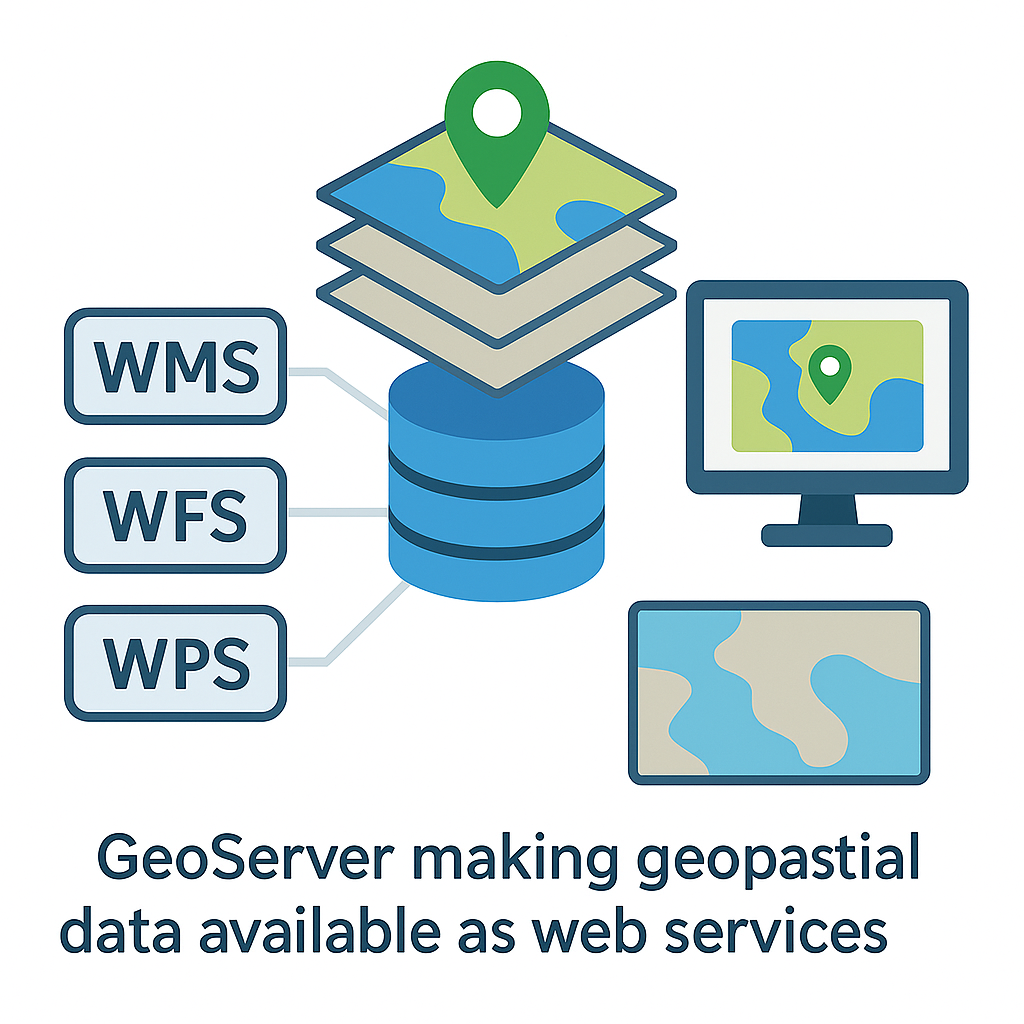 WMS
WFS
WPS
GeoServer making geopastial
data available as web services